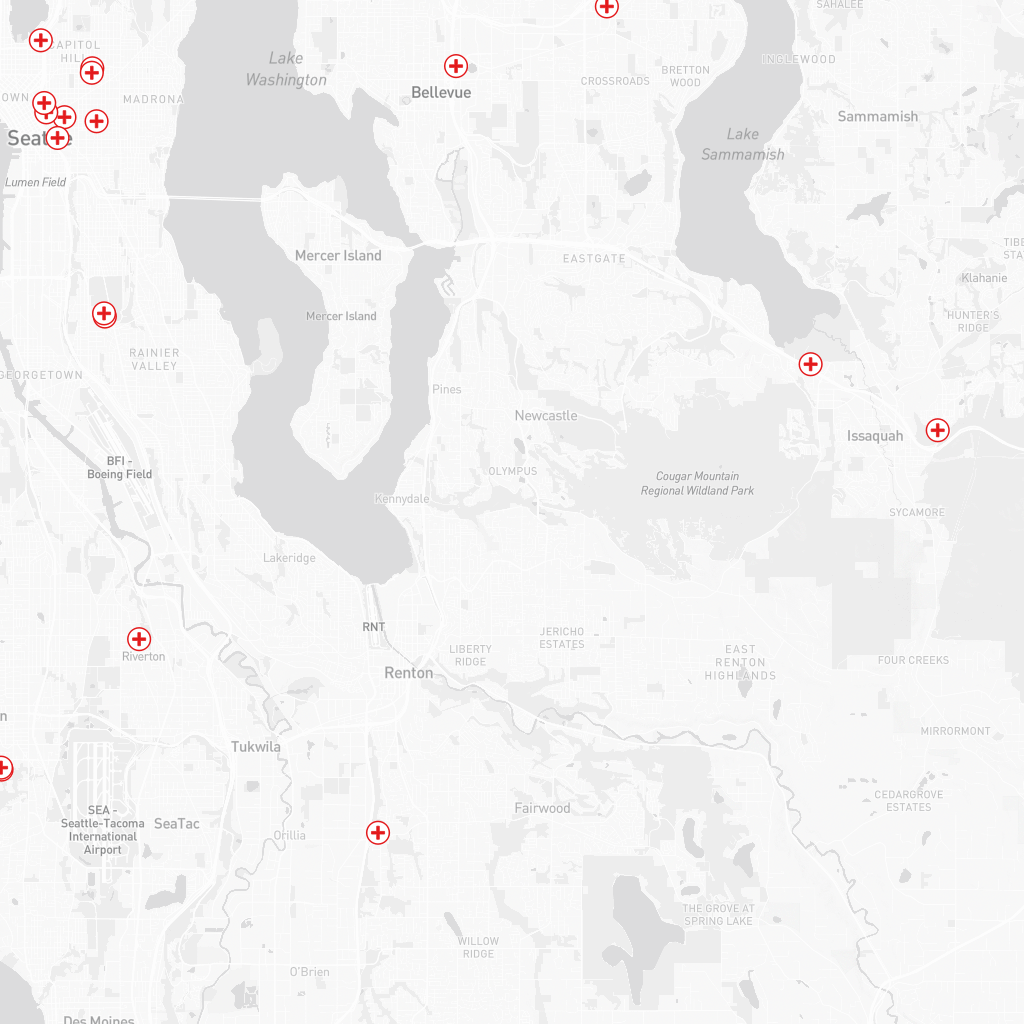 SAHALEE
CAPITOL
HILL
Lake
Washington
INGLEWOOD
BRETTON
WOOD
CROSSROADS
Bellevue
OWN
MADRONA
Sammamish
Seattle
Lake
Sammamish
Lumen Field
TIBE
STA
Mercer Island
EASTGATE
Klahanie
Mercer Island
HUNTER'S
RIDGE
RAINIER
VALLEY
GEORGETOWN
Pines
Newcastle
Issaquah
BFI -
Boeing Field
OLYMPUS
Cougar Mountain
Regional Wildland Park
Kennydale
SYCAMORE
Lakeridge
RNT
JERICHO
ESTATES
Riverton
LIBERTY
RIDGE
EAST
RENTON
HIGHLANDS
FOUR CREEKS
Renton
n
MIRRORMONT
Tukwila
CEDARGROVE
ESTATES
SEA -
Seattle-Tacoma
International
Airport
SeaTac
Fairwood
Orillia
THE GROVE AT
SPRING LAKE
WILLOW
RIDGE
O'Brien
Des Moines